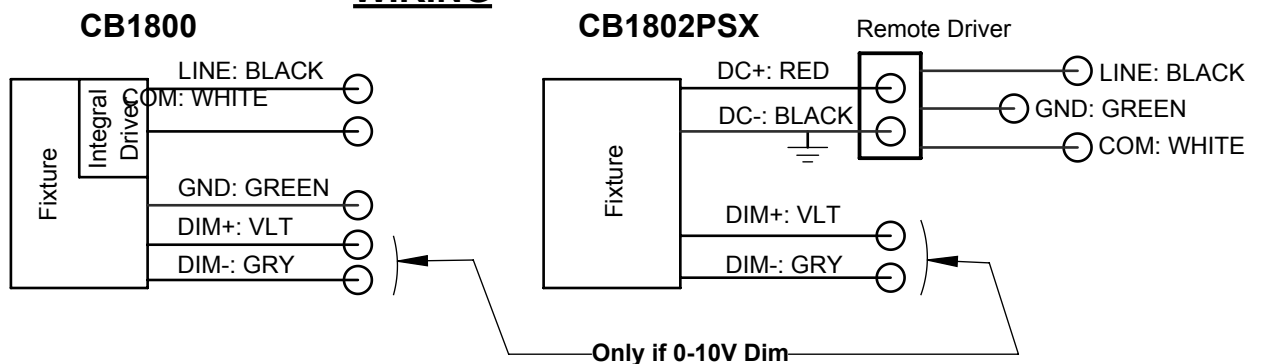 WIRING
CB1800
CB1802PSX
Remote Driver
LINE: BLACK
COM: WHITE
Integral
Driver
Fixture
GND: GREEN
DIM+: VLT
DIM-: GRY
DC+: RED
DC-: BLACK
Fixture
DIM+: VLT
DIM-: GRY
LINE: BLACK
GND: GREEN
COM: WHITE
Only if 0-10V Dim